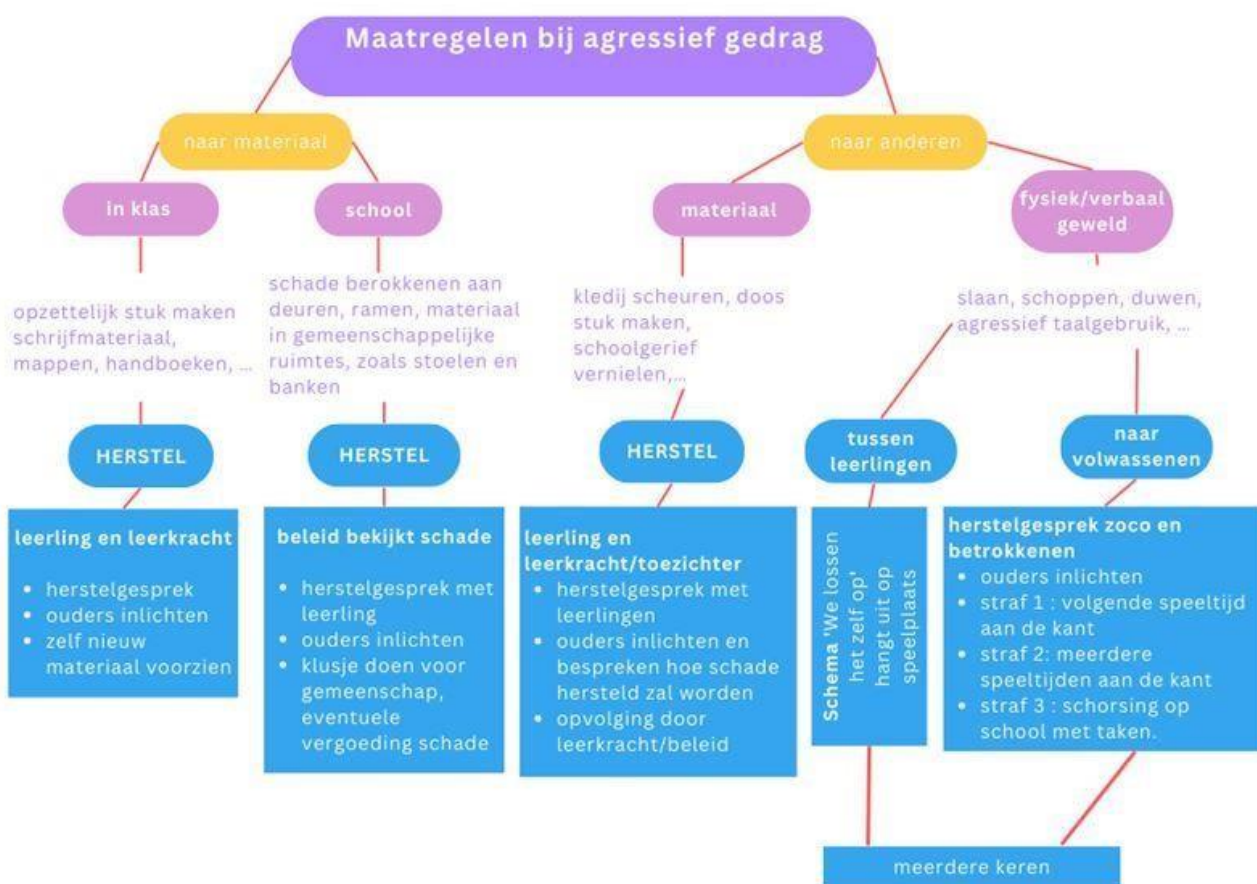 Maatregelen bij agressief gedrag
naar materiaal
naar anderen
in klas
school
materiaal
fysiek/verbaal
geweld
opzettelijk stuk maken
schrijfmateriaal,
mappen, handboeken, ...
schade berokkenen aan
deuren, ramen, materiaal
in gemeenschappelijke
ruimtes, zoals stoelen en
banken
kledij scheuren, doos
stuk maken,
schoolgerief
vernielen,...
slaan, schoppen, duwen,
agressief taalgebruik, ...
HERSTEL
HERSTEL
HERSTEL
tussen
leerlingen
naar
volwassenen
leerling en leerkracht
• herstelgesprek
• ouders inlichten
• zelf nieuw
materiaal voorzien
beleid bekijkt schade
• herstelgesprek met
leerling
• ouders inlichten
• klusje doen voor
gemeenschap,
eventuele
vergoeding schade
leerling en
leerkracht/toezichter
• herstelgesprek met
leerlingen
• ouders inlichten en
bespreken hoe schade
hersteld zal worden
• opvolging door
leerkracht/beleid
Schema 'We lossen
het zelf op'
hangt uit op
speelplaats
herstelgesprek zoco en
betrokkenen
• ouders inlichten
• straf 1 : volgende speeltijd
aan de kant
• straf 2: meerdere
speeltijden aan de kant
• straf 3 : schorsing op
school met taken.
meerdere keren